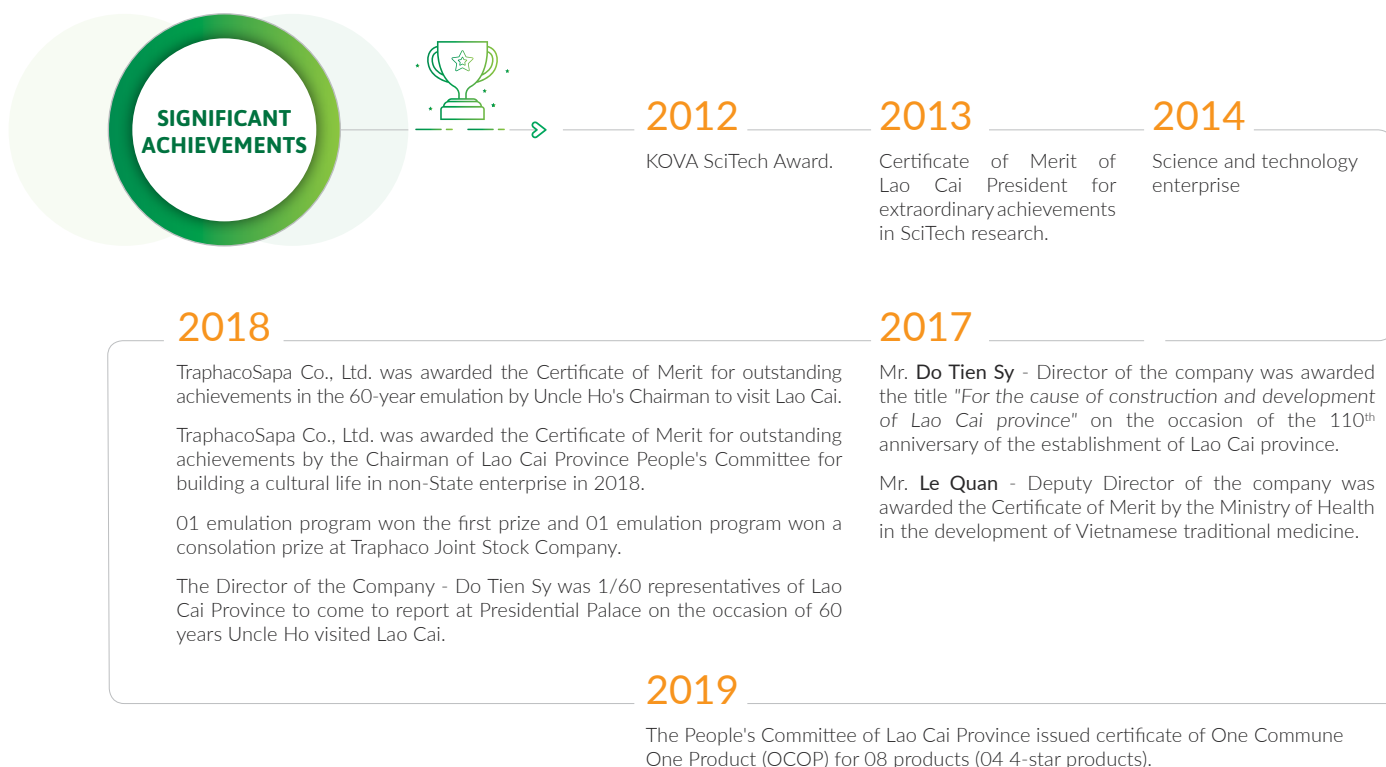 SIGNIFICANT
ACHIEVEMENTS
2012
KOVA SciTech Award.
2013
Certificate of Merit of
Lao Cai President for
extraordinary achievements
in SciTech research.
2014
Science and technology
enterprise
2017
Mr. Do Tien Sy - Director of the company was awarded
the title "For the cause of construction and development
of Lao Cai province" on the occasion of the 110th
anniversary of the establishment of Lao Cai province.
Mr. Le Quan - Deputy Director of the company was
awarded the Certificate of Merit by the Ministry of Health
in the development of Vietnamese traditional medicine.
2018
TraphacoSapa Co., Ltd. was awarded the Certificate of Merit for outstanding
achievements in the 60-year emulation by Uncle Ho's Chairman to visit Lao Cai.
TraphacoSapa Co., Ltd. was awarded the Certificate of Merit for outstanding
achievements by the Chairman of Lao Cai Province People's Committee for
building a cultural life in non-State enterprise in 2018.
01 emulation program won the first prize and 01 emulation program won a
consolation prize at Traphaco Joint Stock Company.
The Director of the Company - Do Tien Sy was 1/60 representatives of Lao
Cai Province to come to report at Presidential Palace on the occasion of 60
years Uncle Ho visited Lao Cai.
2019
The People's Committee of Lao Cai Province issued certificate of One Commune
One Product (OCOP) for 08 products (04 4-star products).